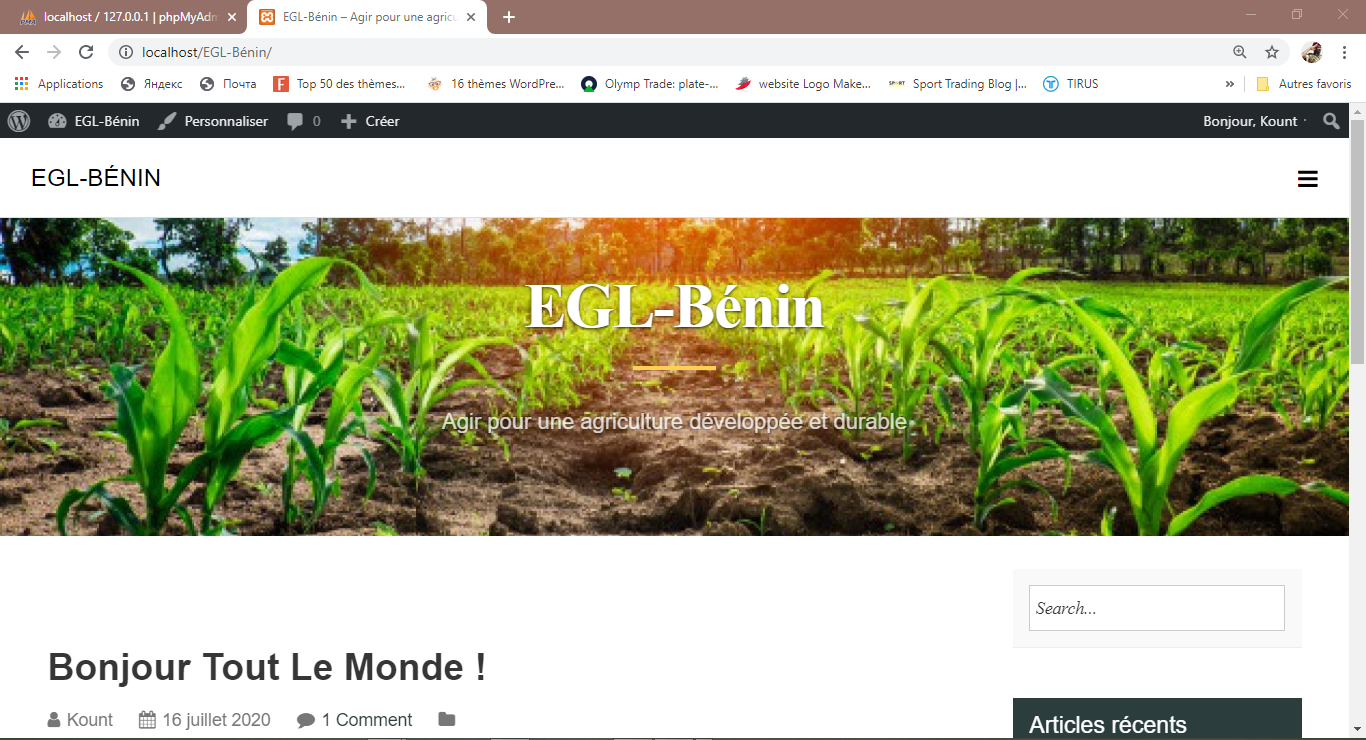 localhost / 127.0.0.1 | phpMyAdm
EGL-Bénin – Agir pour une agricu
localhost/EGL-Bénin/
Applications Яндекс Почта Top 50 des thèmes... 16 thèmes WordPre... Olymp Trade: plate-... website Logo Make... Sport Trading Blog |... TIRUS » Autres favoris
EGL-Bénin Personnaliser 0 Créer Bonjour, Kount
EGL-BÉNIN
EGL-Bénin
Agir pour une agriculture développée et durable
Search...
Bonjour Tout Le Monde !
Kount 16 juillet 2020 1 Comment
Articles récents